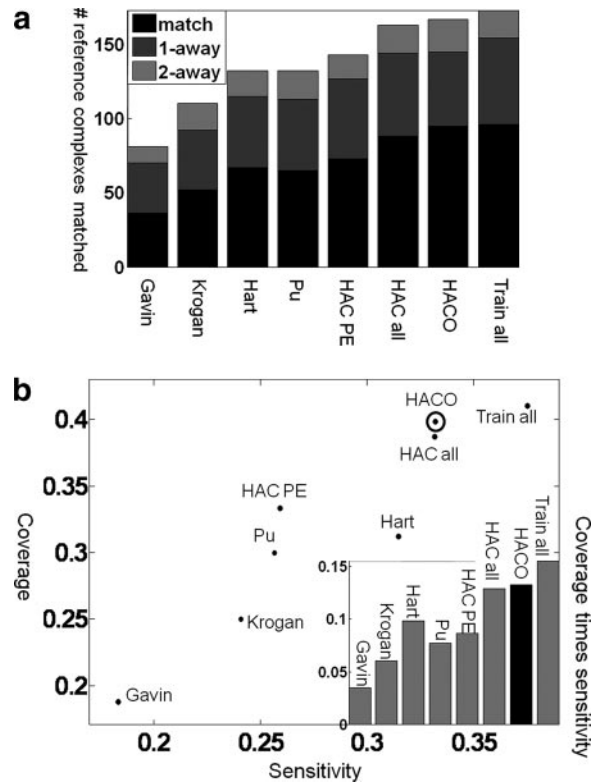 a
# reference complexes matched
150
100
50
0
match
1-away
2-away
Gavin
Krogan
Hart
Pu
HAC PE
HAC all
HACO
Train all
b
Coverage
0.4
0.35
0.3
0.25
0.2
HACO
HAC all
Train all
HAC PE
Hart
Pu
Krogan
Gavin
Coverage times sensitivity
0.15
0.1
0.05
0
Gavin
Krogan
Hart
Pu
HAC PE
HAC all
HACO
Train all
0.2
0.25
0.3
0.35
Sensitivity